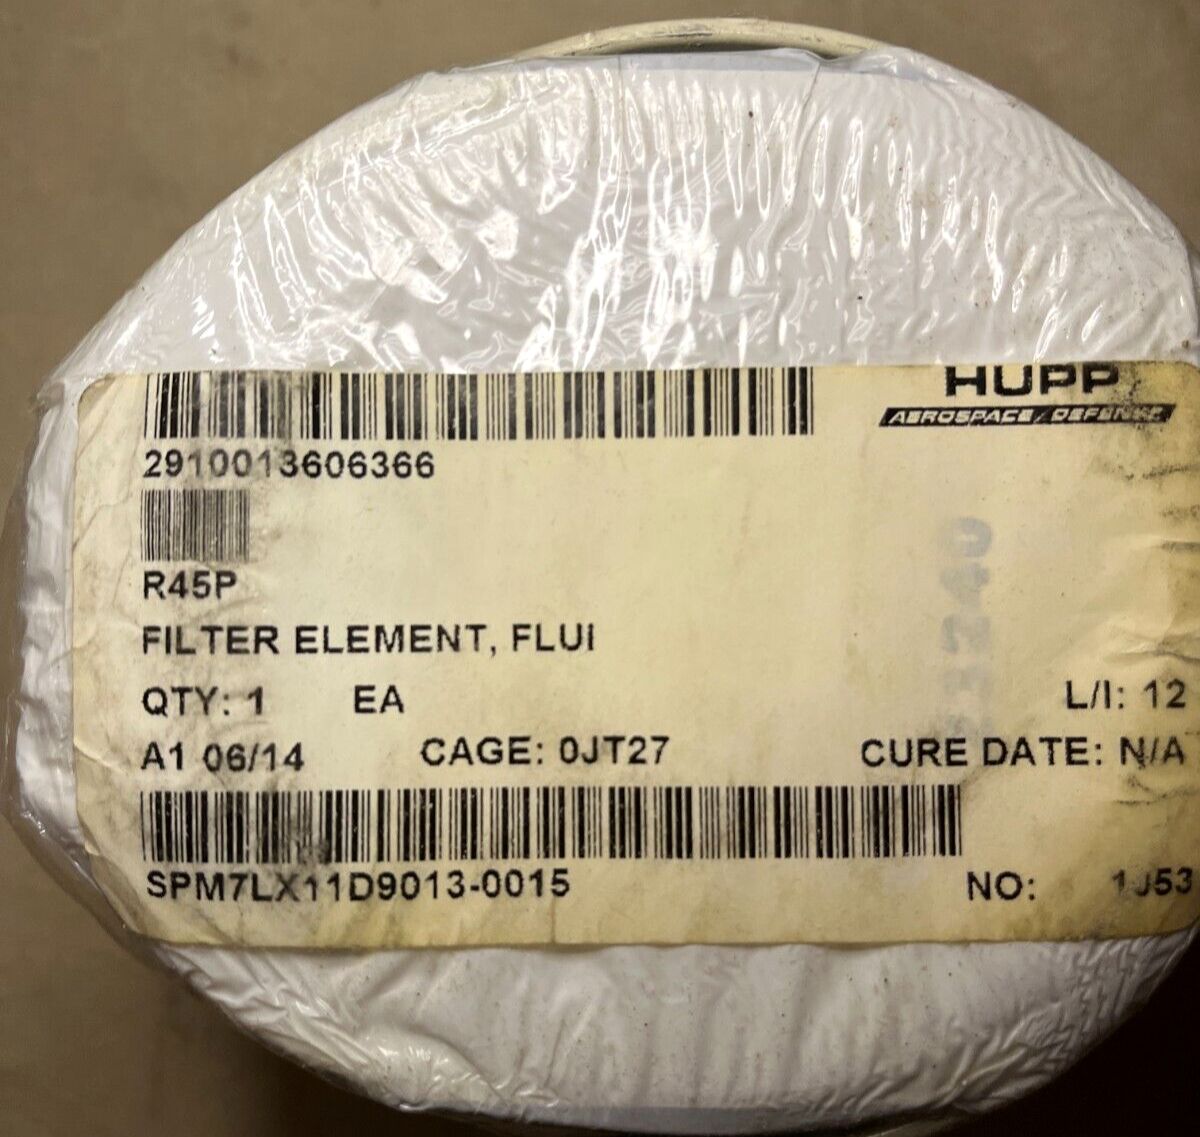 HUPP
AEROSPACE / DEFENSE
2910013606366
R45P
FILTER ELEMENT, FLUI
QTY: 1 EA L/I: 12
A1 06/14 CAGE: 0JT27 CURE DATE: N/A
SPM7LX11D9013-0015 NO: